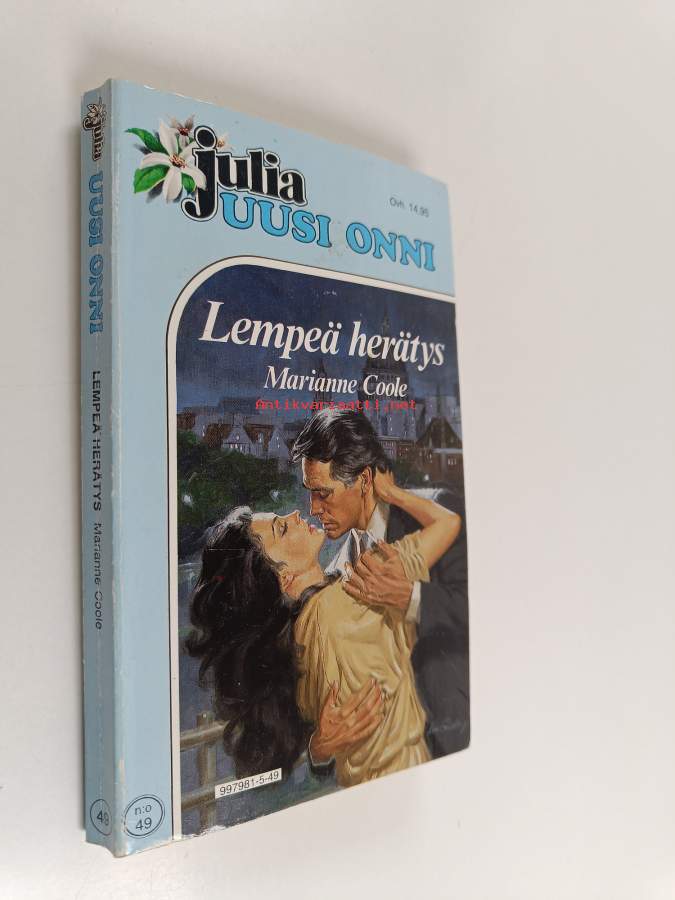 julia
UUSI ONNI
Ovh. 14,95
Lempeä herätys
Marianne Coole
Antikvariaatti.net
997981-5-49
n:o
49
julia UUSI ONNI LEMPEÄ HERÄTYS Marianne Coole 49